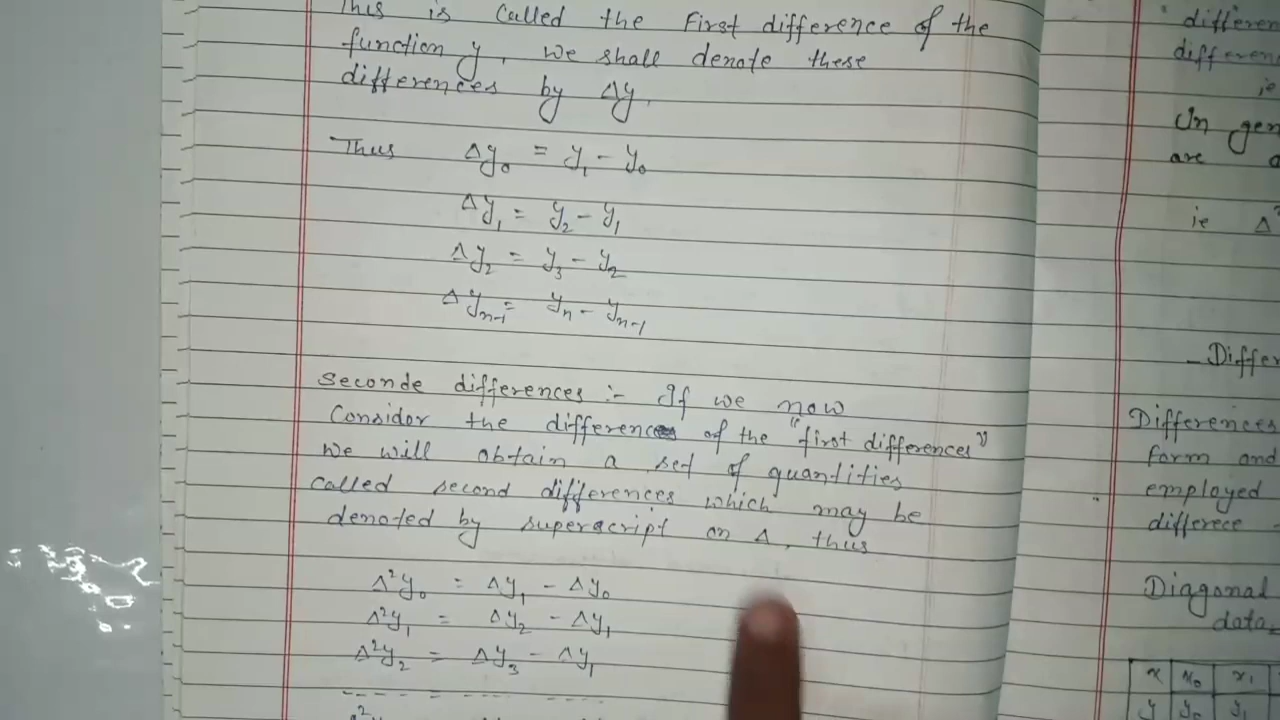 This is called the First difference of the
function y, we shall denote these
differences by Δy.
Thus Δy₀ = y₁ - y₀
Δy₁ = y₂ - y₁
Δy₂ = y₃ - y₂
Δyₙ₋₁ = yₙ - yₙ₋₁
Seconde differences :- If we now
Consider the differences of the "first differences"
We will obtain a set of quantities
called second differences which may be
denoted by superscript on Δ, thus
Δ²y₀ = Δy₁ - Δy₀
Δ²y₁ = Δy₂ - Δy₁
Δ²y₂ = Δy₃ - Δy₁
In gen
are
ie Δ²
Differ
Differences
form and
employed
differece
Diagonal
data
x x₀ x₁
y y₀ y₁